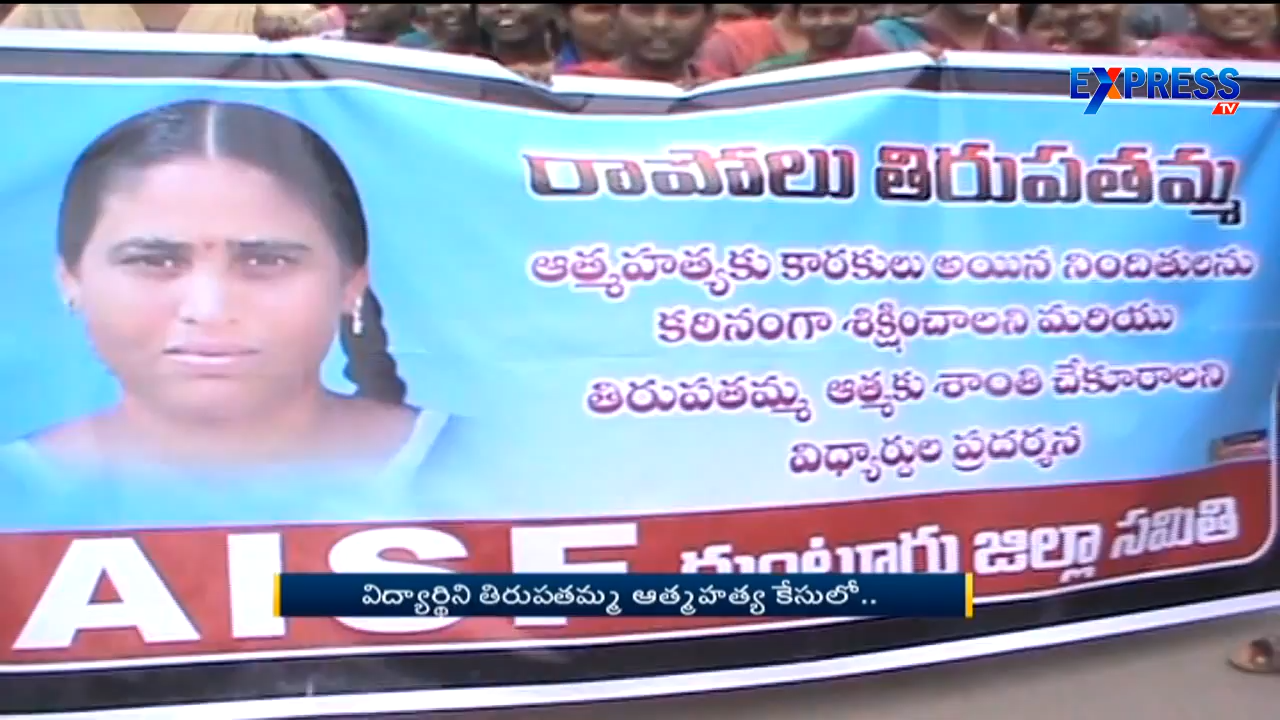 EXPRESS TV
రావోలు తిరుపతమ్మ
ఆత్మహత్యకు కారకులు అయిన నిందితులను
కఠినంగా శిక్షించాలని మరియు
తిరుపతమ్మ ఆత్మకు శాంతి చేకూరాలని
విధ్యార్దుల ప్రదర్శన
AISF గుంటూరు జిల్లా సమితి
విద్యార్థిని తిరుపతమ్మ ఆత్మహత్య కేసులో..